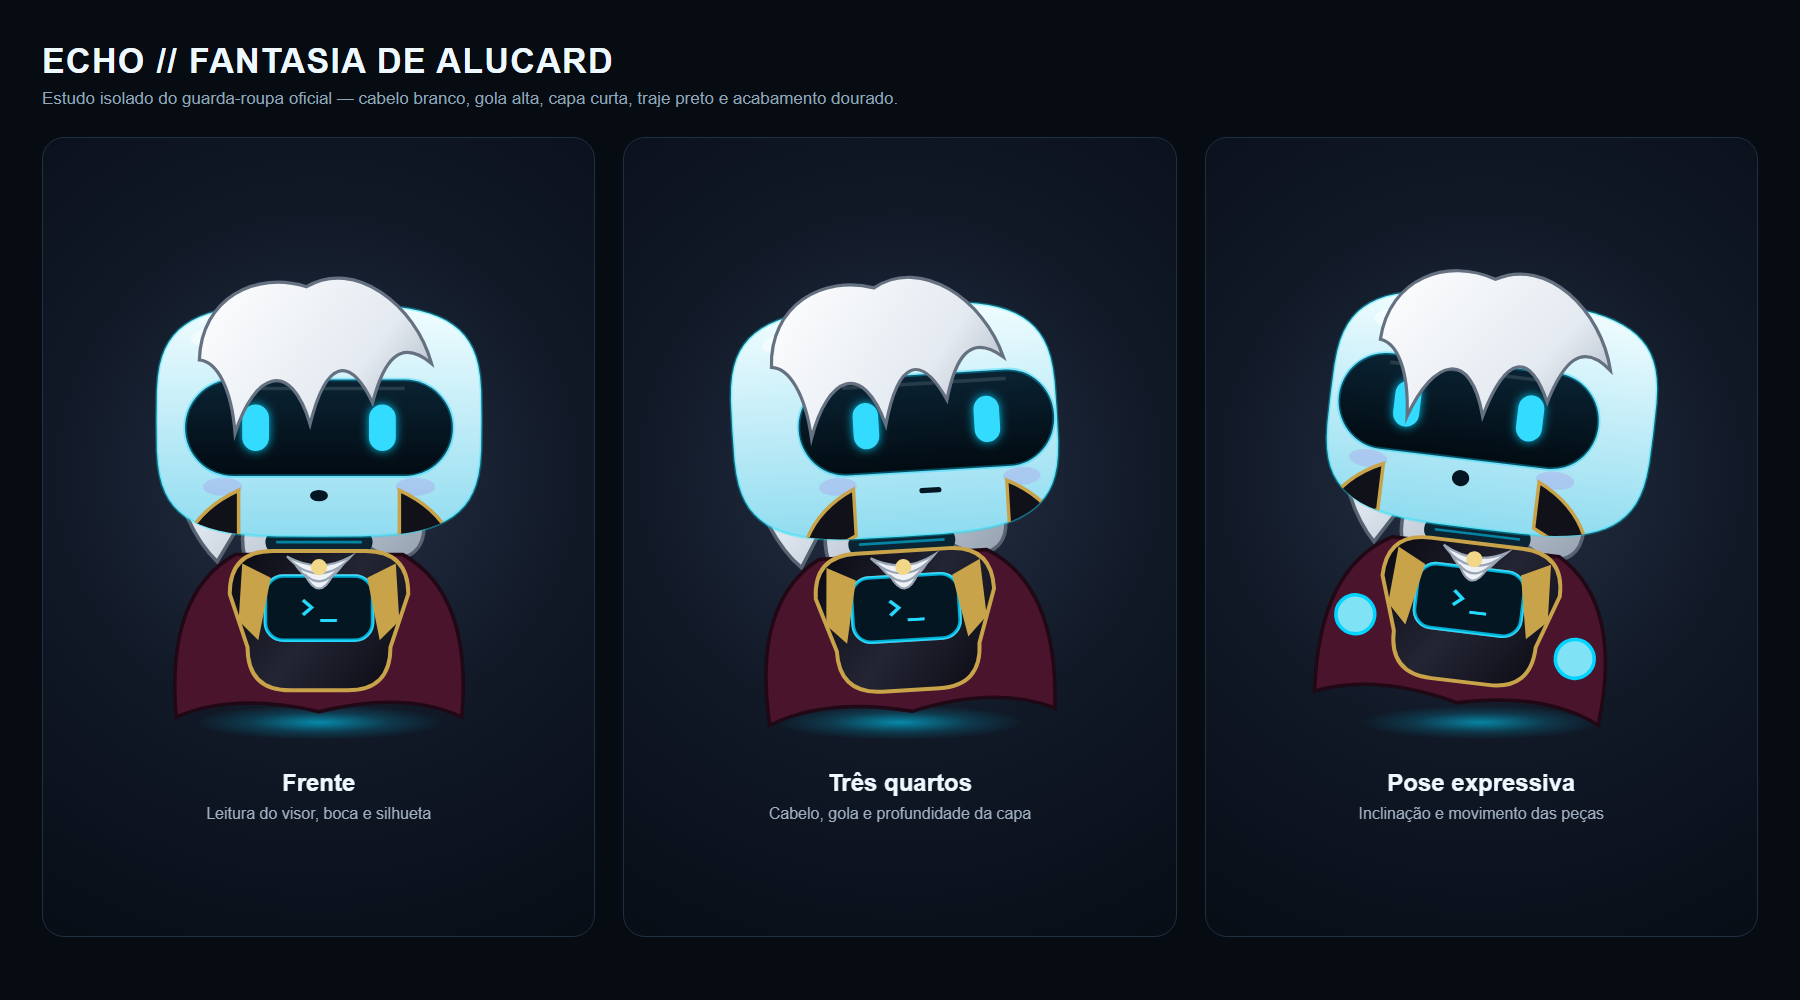 ECHO // FANTASIA DE ALUCARD
Estudo isolado do guarda-roupa oficial — cabelo branco, gola alta, capa curta, traje preto e acabamento dourado.
>_
>_
>_
Frente
Leitura do visor, boca e silhueta
Três quartos
Cabelo, gola e profundidade da capa
Pose expressiva
Inclinação e movimento das peças